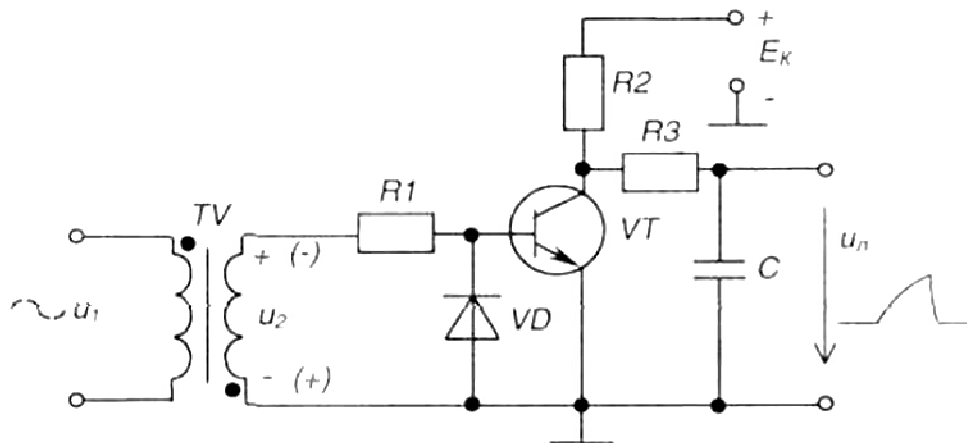 +
Eк
-
R2
R3
R1
TV
VT
+ (-)
uл
u1
u2
VD
C
- (+)